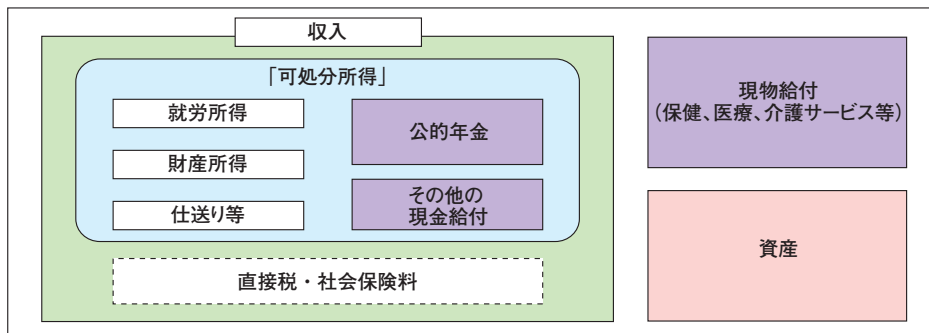 収入
「可処分所得」
就労所得
財産所得
仕送り等
公的年金
その他の
現金給付
直接税・社会保険料
現物給付
（保健、医療、介護サービス等）
資産